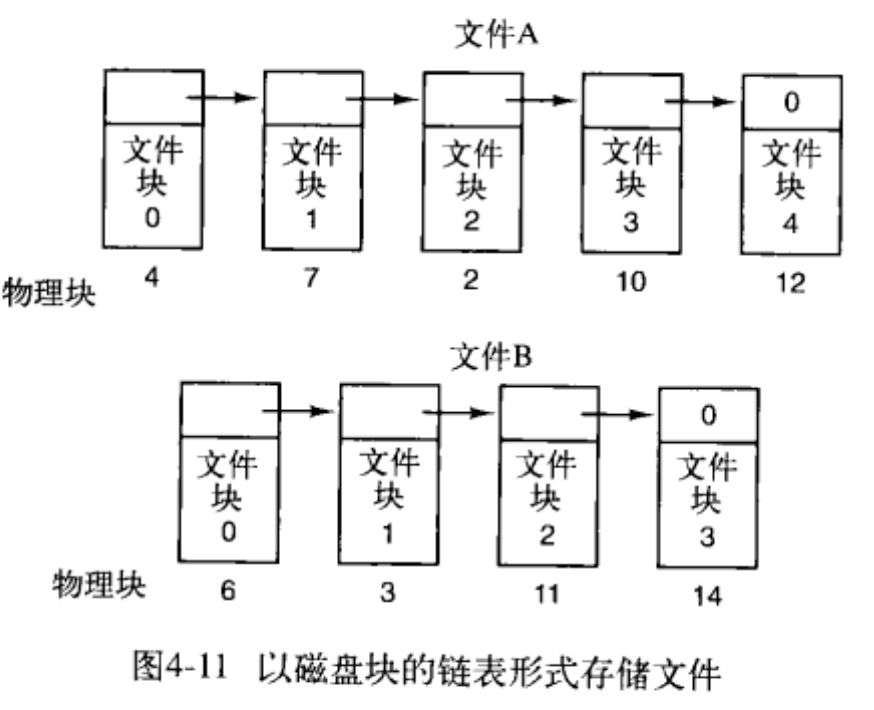 文件A
0
文件 文件 文件 文件 文件
块 块 块 块 块
0 1 2 3 4
物理块 4 7 2 10 12
文件B
0
文件 文件 文件 文件
块 块 块 块
0 1 2 3
物理块 6 3 11 14
图4-11 以磁盘块的链表形式存储文件